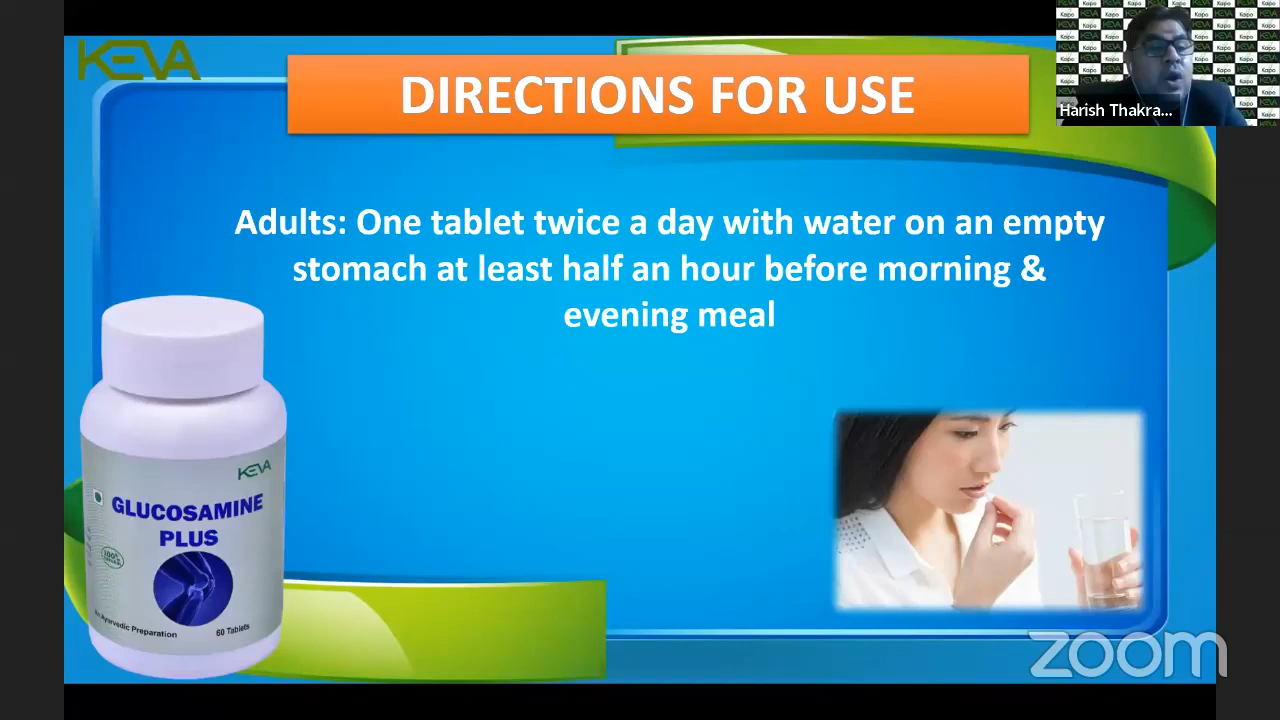 KEVA
DIRECTIONS FOR USE
Harish Thakra...
Adults: One tablet twice a day with water on an empty
stomach at least half an hour before morning &
evening meal
KEVA
GLUCOSAMINE
PLUS
100%
Ayurvedic Preparation
60 Tablets
zoom